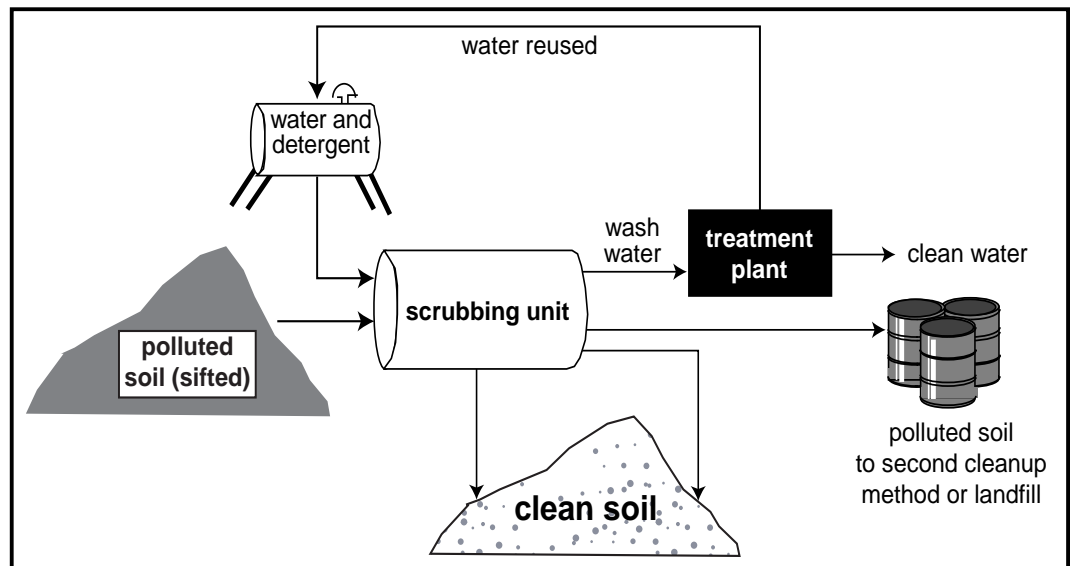 water reused
water and
detergent
wash
water
treatment
plant
clean water
scrubbing unit
polluted
soil (sifted)
polluted soil
to second cleanup
method or landfill
clean soil